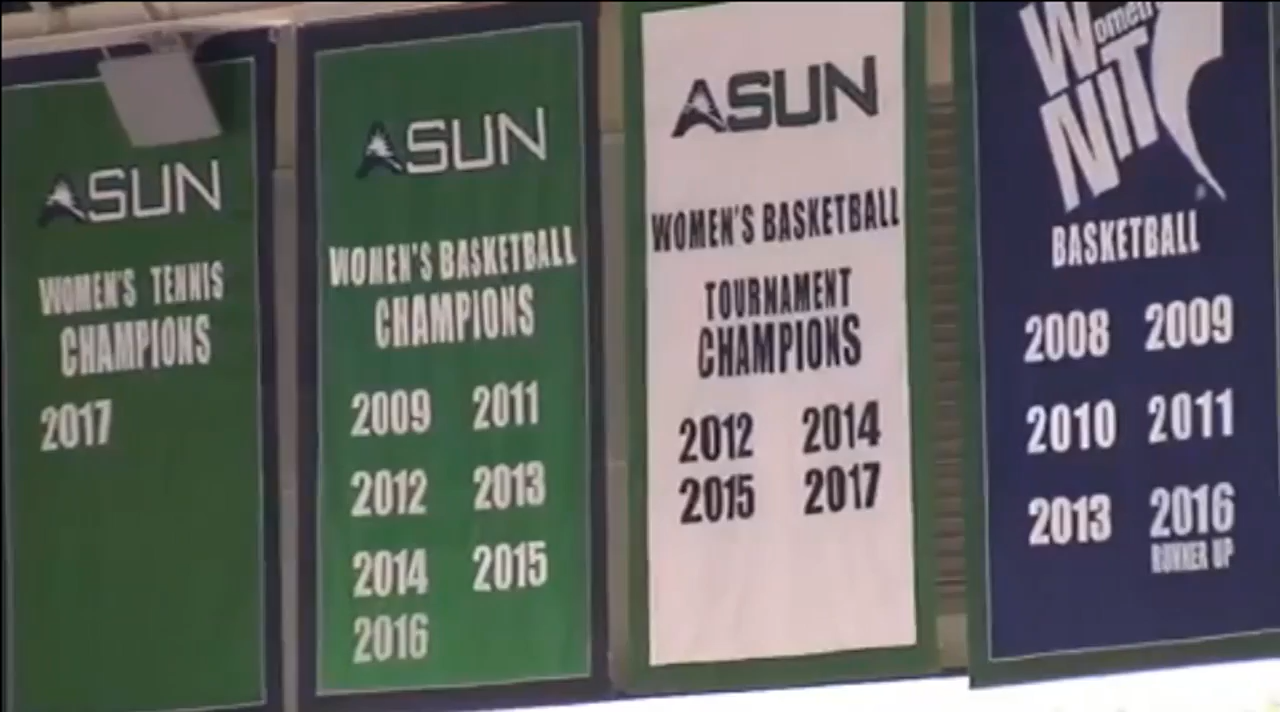 ASUN
WOMEN'S TENNIS
CHAMPIONS
2017
ASUN
WOMEN'S BASKETBALL
CHAMPIONS
2009 2011
2012 2013
2014 2015
2016
ASUN
WOMEN'S BASKETBALL
TOURNAMENT
CHAMPIONS
2012 2014
2015 2017
Women's
NIT
BASKETBALL
2008 2009
2010 2011
2013 2016
RUNNER UP